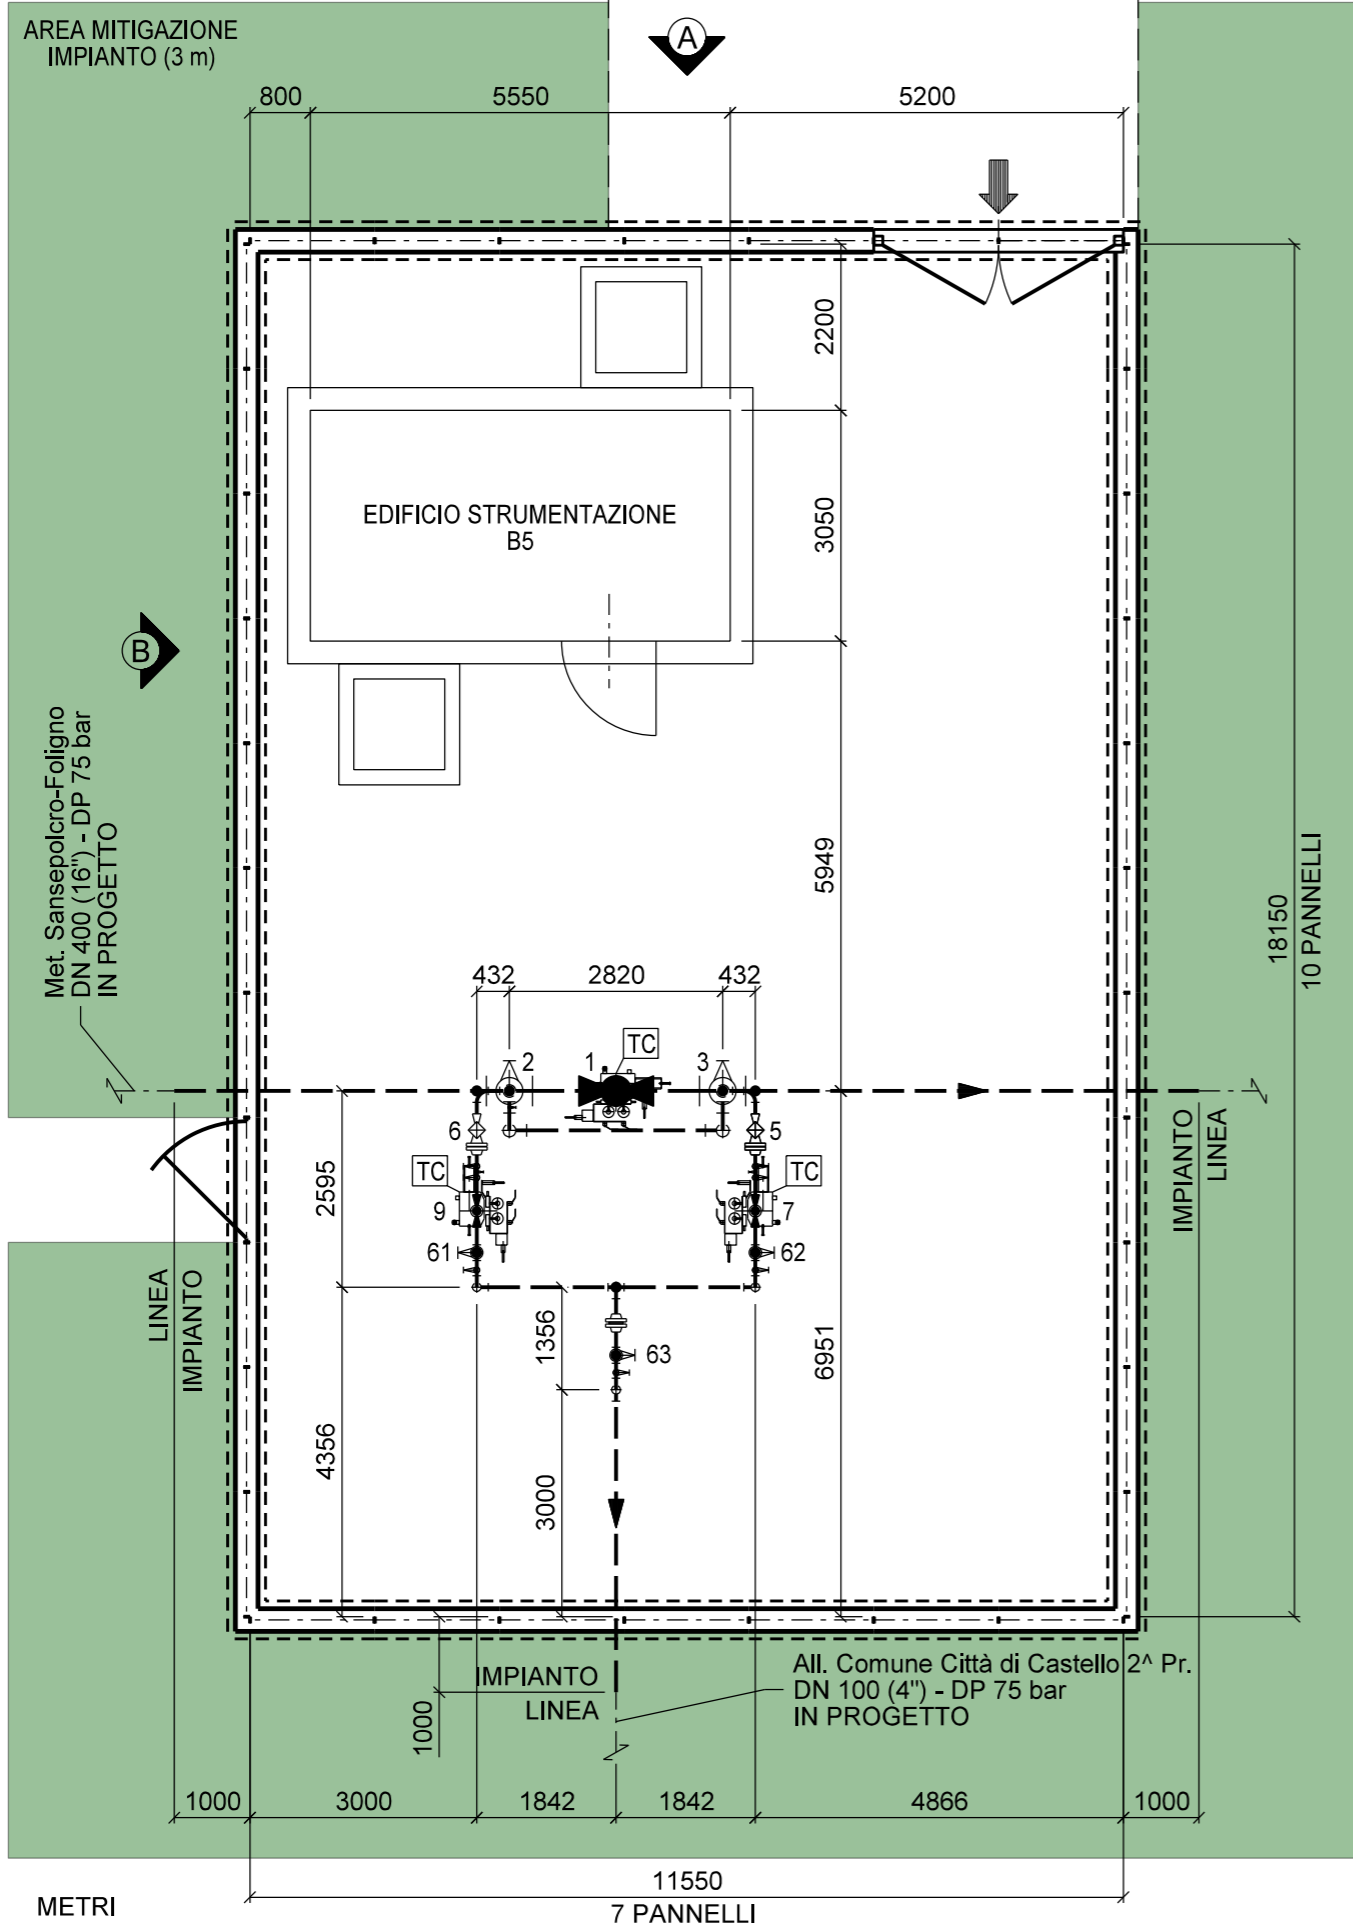 AREA MITIGAZIONE
IMPIANTO (3 m)
A
800
5550
5200
2200
EDIFICIO STRUMENTAZIONE
B5
3050
B
Met. Sansepolcro-Foligno
DN 400 (16") - DP 75 bar
IN PROGETTO
5949
18150
10 PANNELLI
432
2820
432
TC
2
1
3
6
5
TC
TC
9
7
61
62
2595
IMPIANTO
LINEA
LINEA
IMPIANTO
1356
63
6951
4356
3000
IMPIANTO
LINEA
1000
All. Comune Città di Castello 2^ Pr.
DN 100 (4") - DP 75 bar
IN PROGETTO
1000
3000
1842
1842
4866
1000
11550
7 PANNELLI
METRI